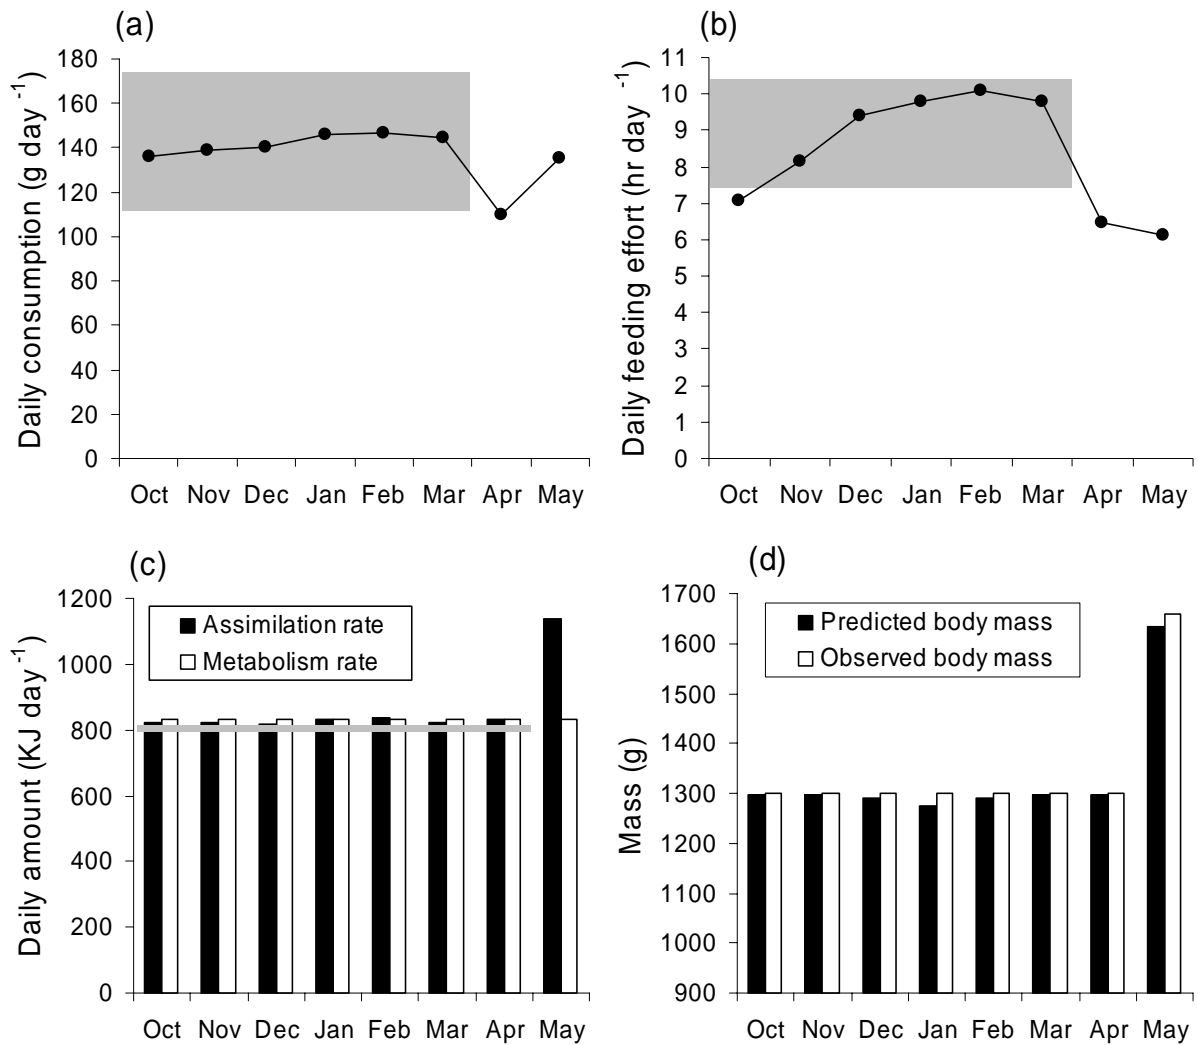 (a)
Daily consumption (g day -1)
180
160
140
120
100
80
60
40
20
0
Oct Nov Dec Jan Feb Mar Apr May
(b)
Daily feeding effort (hr day -1)
11
10
9
8
7
6
5
4
3
2
1
0
Oct Nov Dec Jan Feb Mar Apr May
(c)
Daily amount (KJ day -1)
1200
1000
800
600
400
200
0
Assimilation rate
Metabolism rate
Oct Nov Dec Jan Feb Mar Apr May
(d)
Mass (g)
1700
1600
1500
1400
1300
1200
1100
1000
900
Predicted body mass
Observed body mass
Oct Nov Dec Jan Feb Mar Apr May